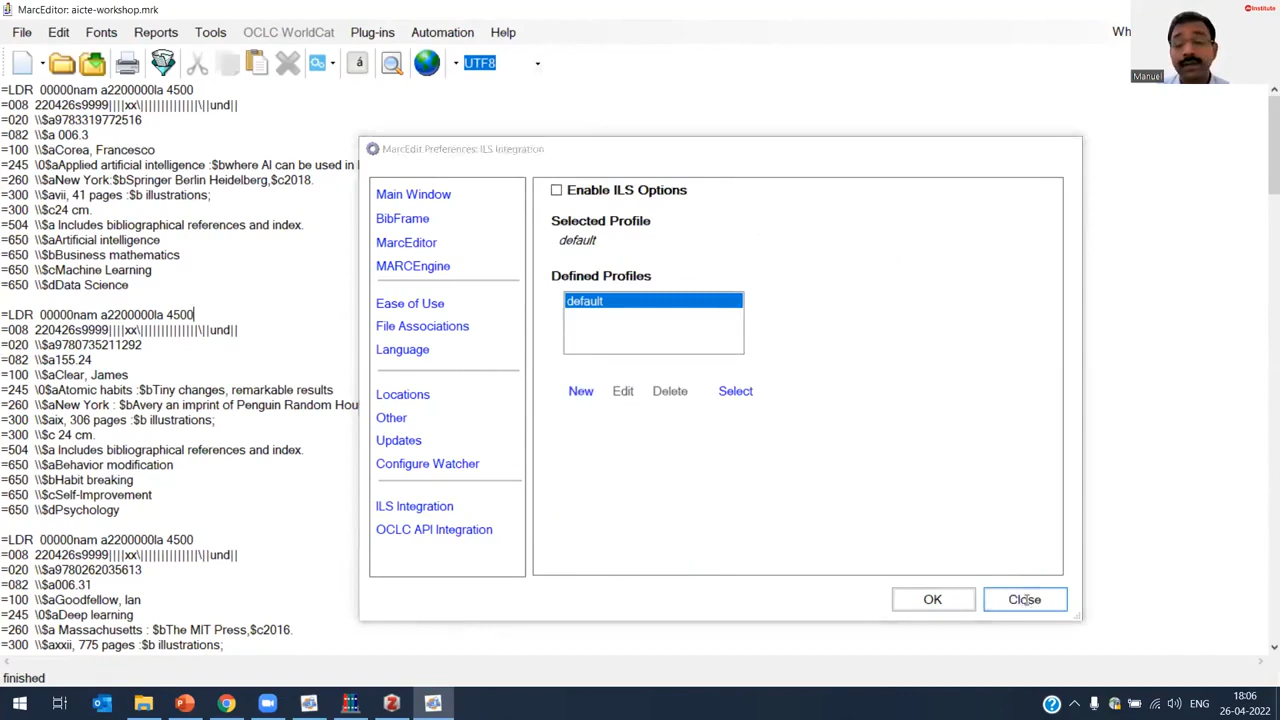 MarcEditor: aicte-workshop.mrk
Institute
File Edit Fonts Reports Tools OCLC WorldCat Plug-ins Automation Help Wh
UTF8
Manuel
=LDR 00000nam a2200000la 4500
=008 220426s9999||||xx\||||||||||||||\||und||
=020 \\$a9783319772516
=082 \\$a 006.3
=100 \\$aCorea, Francesco
=245 \0$aApplied artificial intelligence :$bwhere AI can be used in
=260 \\$aNew York:$bSpringer Berlin Heidelberg,$c2018.
=300 \\$avii, 41 pages :$b illustrations;
=300 \\$c24 cm.
=504 \\$a Includes bibliographical references and index.
=650 \\$aArtificial intelligence
=650 \\$bBusiness mathematics
=650 \\$cMachine Learning
=650 \\$dData Science
=LDR 00000nam a2200000la 4500
=008 220426s9999||||xx\||||||||||||||\||und||
=020 \\$a9780735211292
=082 \\$a155.24
=100 \\$aClear, James
=245 \0$aAtomic habits :$bTiny changes, remarkable results
=260 \\$aNew York : $bAvery an imprint of Penguin Random Hou
=300 \\$aix, 306 pages :$b illustrations;
=300 \\$c 24 cm.
=504 \\$a Includes bibliographical references and index.
=650 \\$aBehavior modification
=650 \\$bHabit breaking
=650 \\$cSelf-Improvement
=650 \\$dPsychology
=LDR 00000nam a2200000la 4500
=008 220426s9999||||xx\||||||||||||||\||und||
=020 \\$a9780262035613
=082 \\$a006.31
=100 \\$aGoodfellow, Ian
=245 \0$aDeep learning
=260 \\$a Massachusetts : $bThe MIT Press,$c2016.
=300 \\$axxii, 775 pages :$b illustrations;
MarcEdit Preferences: ILS Integration
Main Window
BibFrame
MarcEditor
MARCEngine
Ease of Use
File Associations
Language
Locations
Other
Updates
Configure Watcher
ILS Integration
OCLC API Integration
Enable ILS Options
Selected Profile
default
Defined Profiles
default
New Edit Delete Select
OK Close
finished
ENG
18:06
26-04-2022